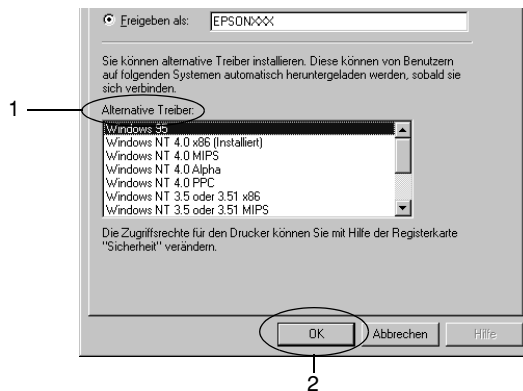 Freigeben als: EPSONXXX
Sie können alternative Treiber installieren. Diese können von Benutzern
auf folgenden Systemen automatisch heruntergeladen werden, sobald sie
sich verbinden.
1
Alternative Treiber:
Windows 95
Windows NT 4.0 x86 (Installiert)
Windows NT 4.0 MIPS
Windows NT 4.0 Alpha
Windows NT 4.0 PPC
Windows NT 3.5 oder 3.51 x86
Windows NT 3.5 oder 3.51 MIPS
Die Zugriffsrechte für den Drucker können Sie mit Hilfe der Registerkarte
"Sicherheit" verändern.
OK Abbrechen Hilfe
2